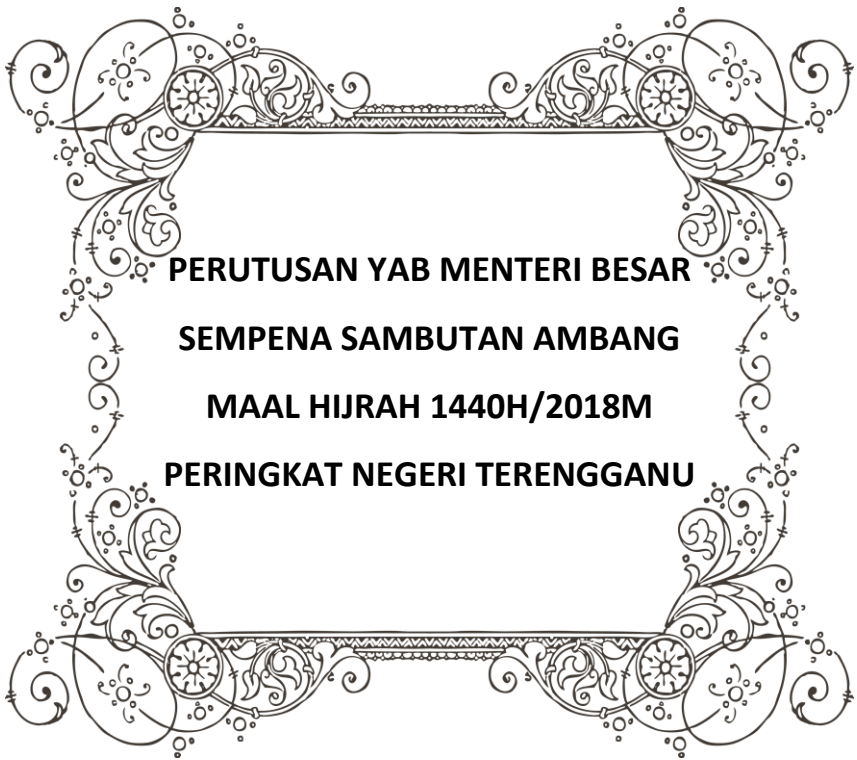 PERUTUSAN YAB MENTERI BESAR
SEMPENA SAMBUTAN AMBANG
MAAL HIJRAH 1440H/2018M
PERINGKAT NEGERI TERENGGANU